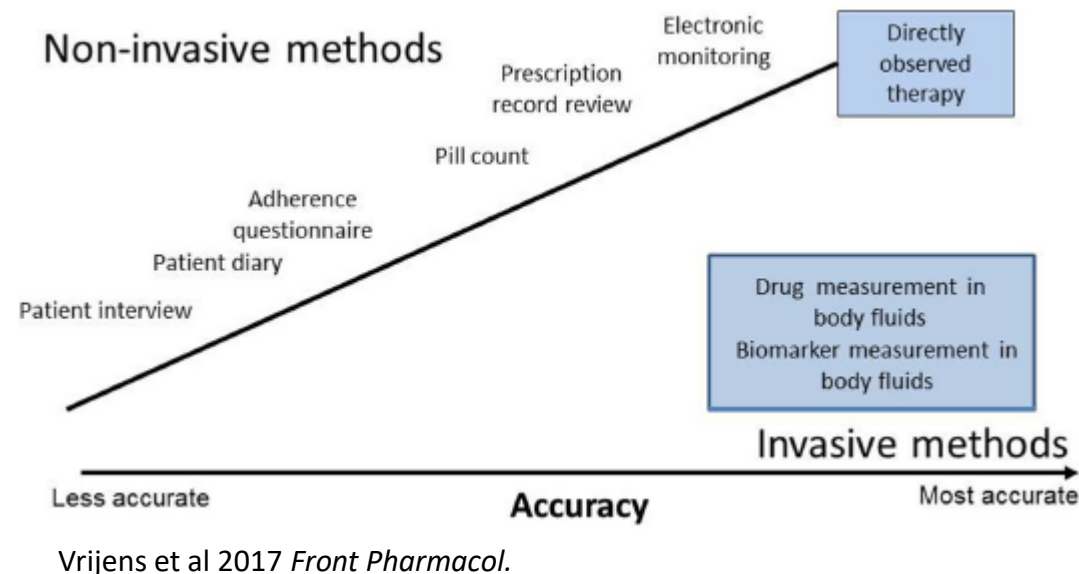 Non-invasive methods
Electronic
monitoring
Directly
observed
therapy
Prescription
record review
Pill count
Adherence
questionnaire
Patient diary
Patient interview
Drug measurement in
body fluids
Biomarker measurement in
body fluids
Invasive methods
Less accurate
Accuracy
Most accurate
Vrijens et al 2017 Front Pharmacol.